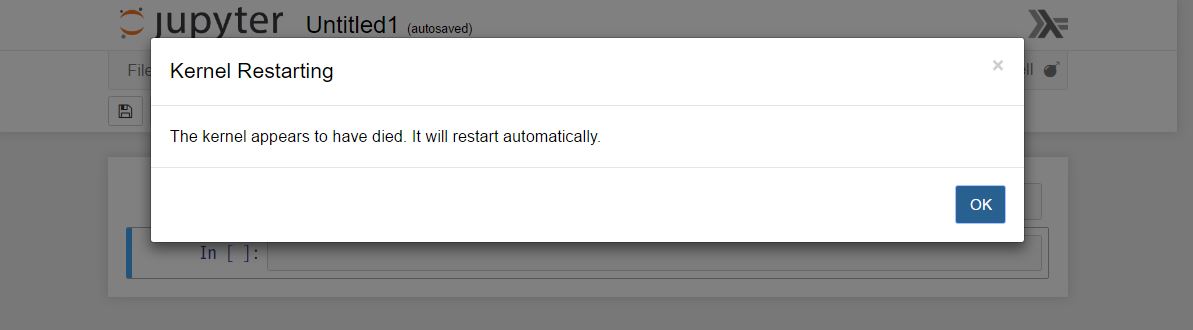 jupyter Untitled1 (autosaved)
Kernel Restarting ×
File
ll
The kernel appears to have died. It will restart automatically.
OK
In [ ]: